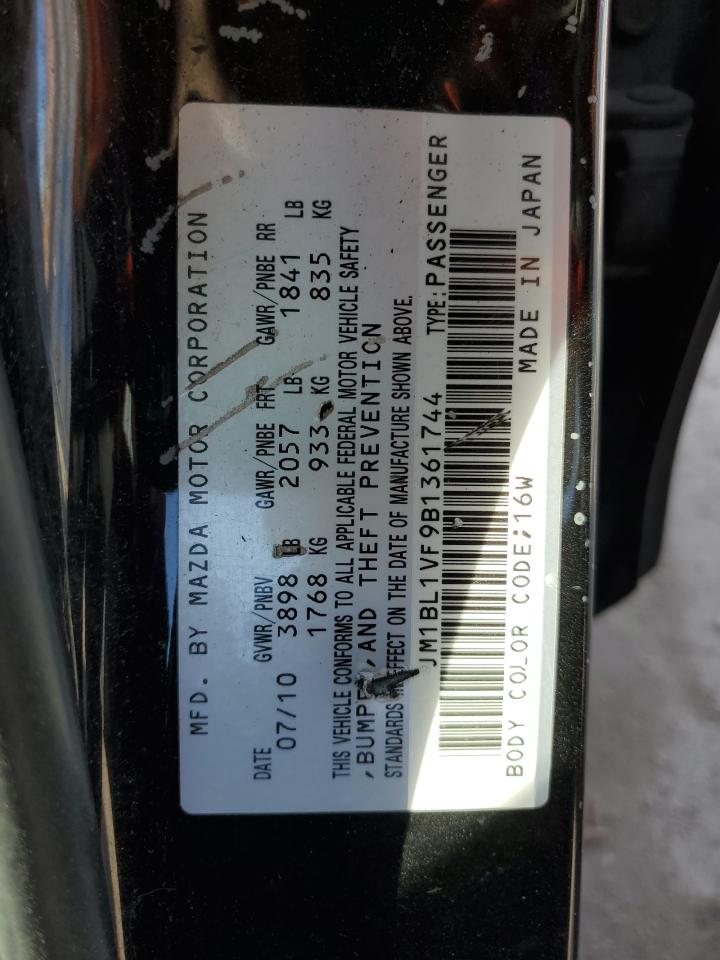 MFD. BY MAZDA MOTOR CORPORATION
DATE GVWR/PNBV GAWR/PNBE FRT GAWR/PNBE RR
07/10 3898 LB 2057 LB 1841 LB
1768 KG 933 KG 835 KG
THIS VEHICLE CONFORMS TO ALL APPLICABLE FEDERAL MOTOR VEHICLE SAFETY
,BUMPER,AND THEFT PREVENTION
STANDARDS IN EFFECT ON THE DATE OF MANUFACTURE SHOWN ABOVE.
JM1BL1VF9B1361744 TYPE:PASSENGER
BODY COLOR CODE:16W MADE IN JAPAN